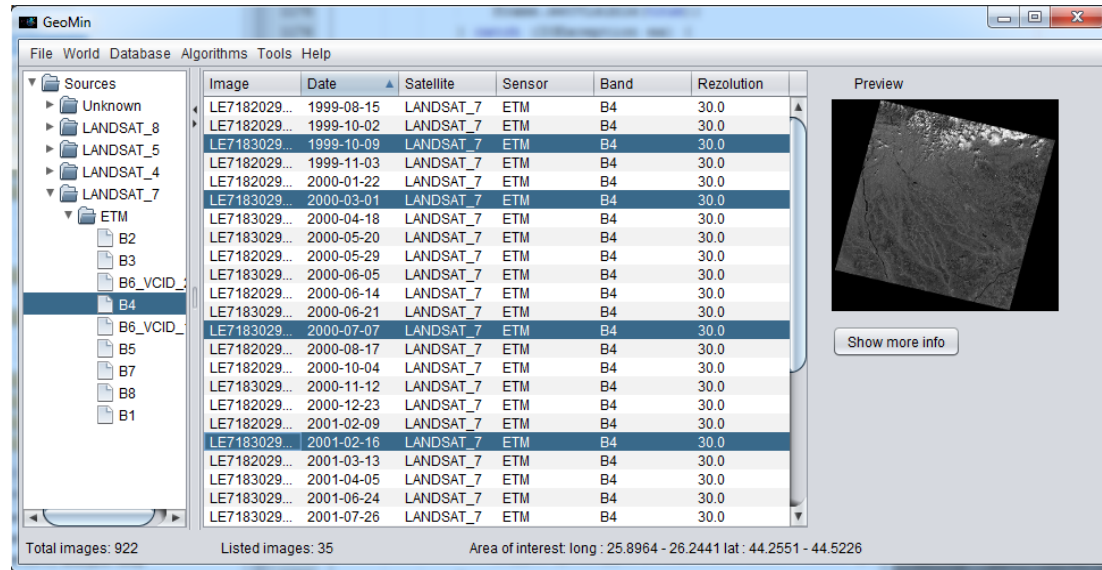 GeoMin
File World Database Algorithms Tools Help
Sources
Unknown
LANDSAT_8
LANDSAT_5
LANDSAT_4
LANDSAT_7
ETM
B2
B3
B6_VCID_
B4
B6_VCID_
B5
B7
B8
B1
Image Date Satellite Sensor Band Rezolution
LE7182029... 1999-08-15 LANDSAT_7 ETM B4 30.0
LE7182029... 1999-10-02 LANDSAT_7 ETM B4 30.0
LE7183029... 1999-10-09 LANDSAT_7 ETM B4 30.0
LE7182029... 1999-11-03 LANDSAT_7 ETM B4 30.0
LE7182029... 2000-01-22 LANDSAT_7 ETM B4 30.0
LE7183029... 2000-03-01 LANDSAT_7 ETM B4 30.0
LE7183029... 2000-04-18 LANDSAT_7 ETM B4 30.0
LE7183029... 2000-05-20 LANDSAT_7 ETM B4 30.0
LE7182029... 2000-05-29 LANDSAT_7 ETM B4 30.0
LE7183029... 2000-06-05 LANDSAT_7 ETM B4 30.0
LE7182029... 2000-06-14 LANDSAT_7 ETM B4 30.0
LE7183029... 2000-06-21 LANDSAT_7 ETM B4 30.0
LE7183029... 2000-07-07 LANDSAT_7 ETM B4 30.0
LE7182029... 2000-08-17 LANDSAT_7 ETM B4 30.0
LE7182029... 2000-10-04 LANDSAT_7 ETM B4 30.0
LE7183029... 2000-11-12 LANDSAT_7 ETM B4 30.0
LE7182029... 2000-12-23 LANDSAT_7 ETM B4 30.0
LE7182029... 2001-02-09 LANDSAT_7 ETM B4 30.0
LE7183029... 2001-02-16 LANDSAT_7 ETM B4 30.0
LE7182029... 2001-03-13 LANDSAT_7 ETM B4 30.0
LE7183029... 2001-04-05 LANDSAT_7 ETM B4 30.0
LE7183029... 2001-06-24 LANDSAT_7 ETM B4 30.0
LE7183029... 2001-07-26 LANDSAT_7 ETM B4 30.0
Preview
Show more info
Total images: 922 Listed images: 35 Area of interest: long : 25.8964 - 26.2441 lat : 44.2551 - 44.5226